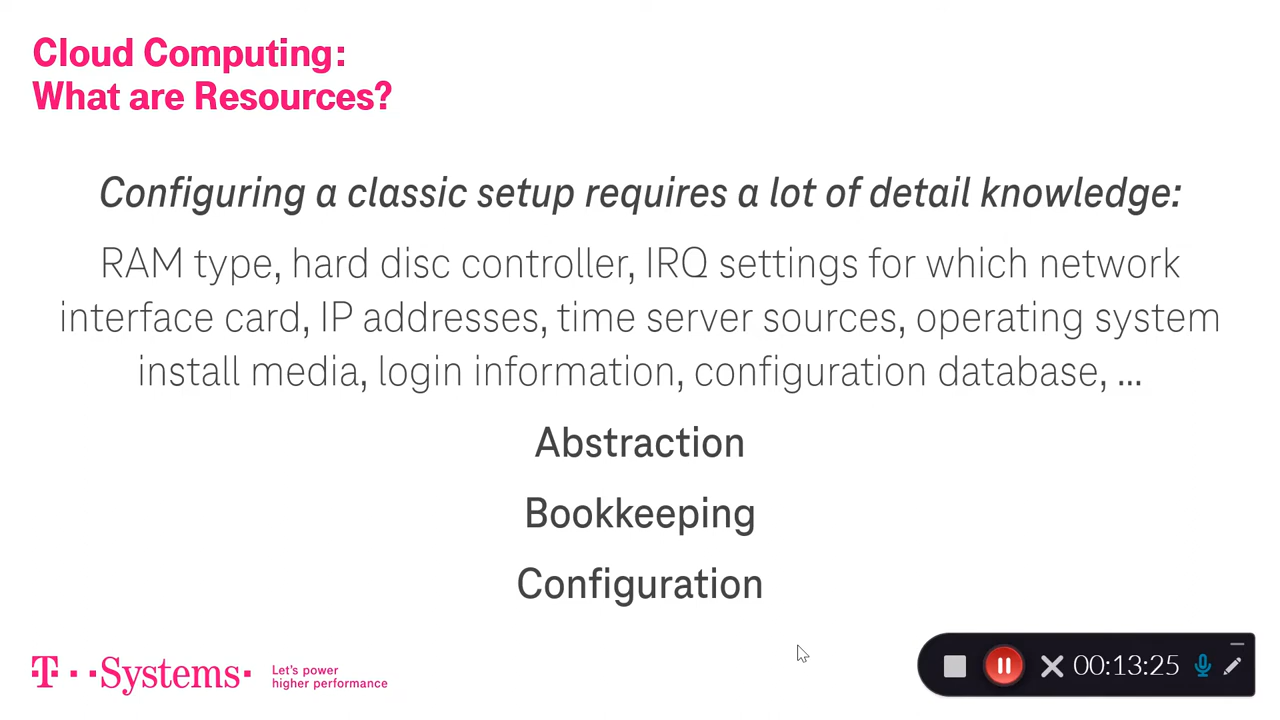 Cloud Computing:
What are Resources?
Configuring a classic setup requires a lot of detail knowledge:
RAM type, hard disc controller, IRQ settings for which network
interface card, IP addresses, time server sources, operating system
install media, login information, configuration database, ...
Abstraction
Bookkeeping
Configuration
T··Systems·
Let's power
higher performance
00:13:25